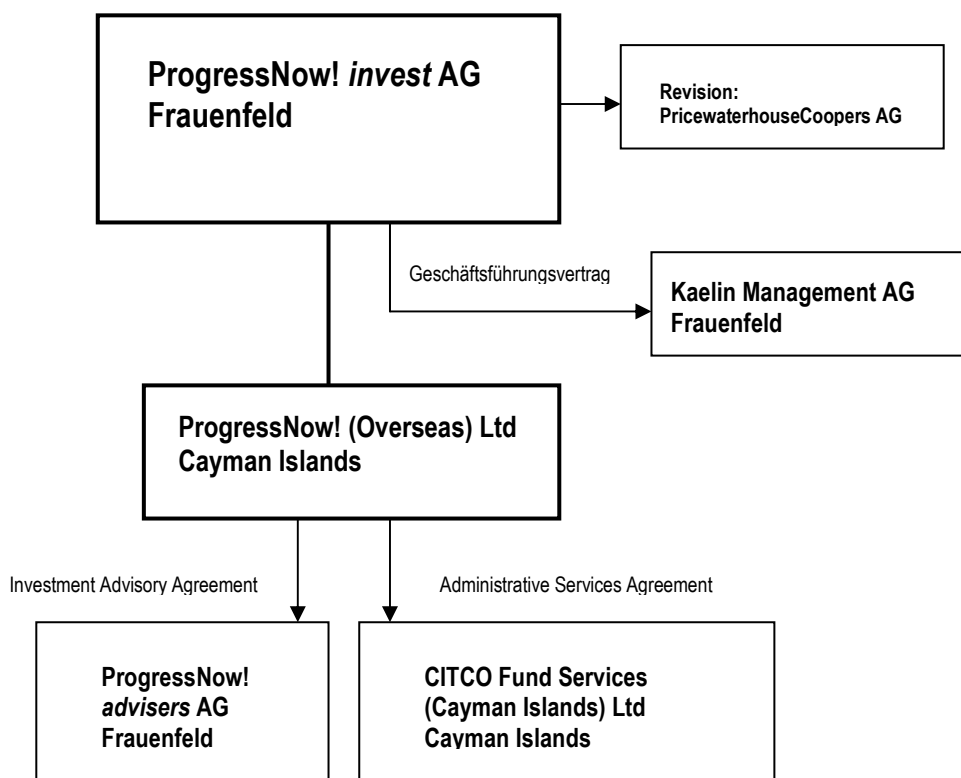 ProgressNow! invest AG
Frauenfeld
Revision:
PricewaterhouseCoopers AG
Geschäftsführungsvertrag
Kaelin Management AG
Frauenfeld
ProgressNow! (Overseas) Ltd
Cayman Islands
Investment Advisory Agreement
Administrative Services Agreement
ProgressNow!
advisers AG
Frauenfeld
CITCO Fund Services
(Cayman Islands) Ltd
Cayman Islands